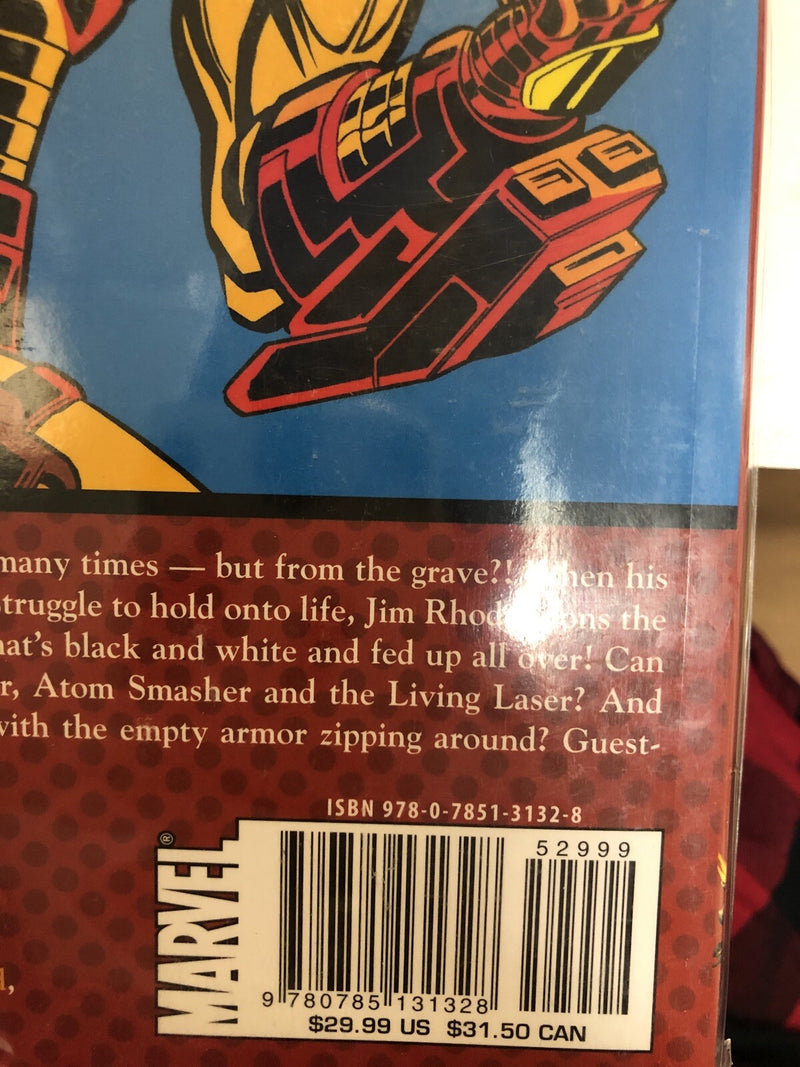 many times — but from the grave?! When his
struggle to hold onto life, Jim Rhod ons the
hat's black and white and fed up all over! Can
r, Atom Smasher and the Living Laser? And
with the empty armor zipping around? Guest-
ISBN 978-0-7851-3132-8
52999
MARVEL®
9 780785 131328
$29.99 US $31.50 CAN